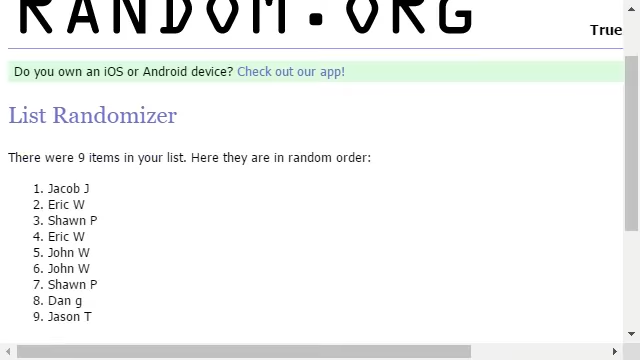 RANDOM.ORG
True
Do you own an iOS or Android device? Check out our app!
List Randomizer
There were 9 items in your list. Here they are in random order:
1. Jacob J
2. Eric W
3. Shawn P
4. Eric W
5. John W
6. John W
7. Shawn P
8. Dan g
9. Jason T